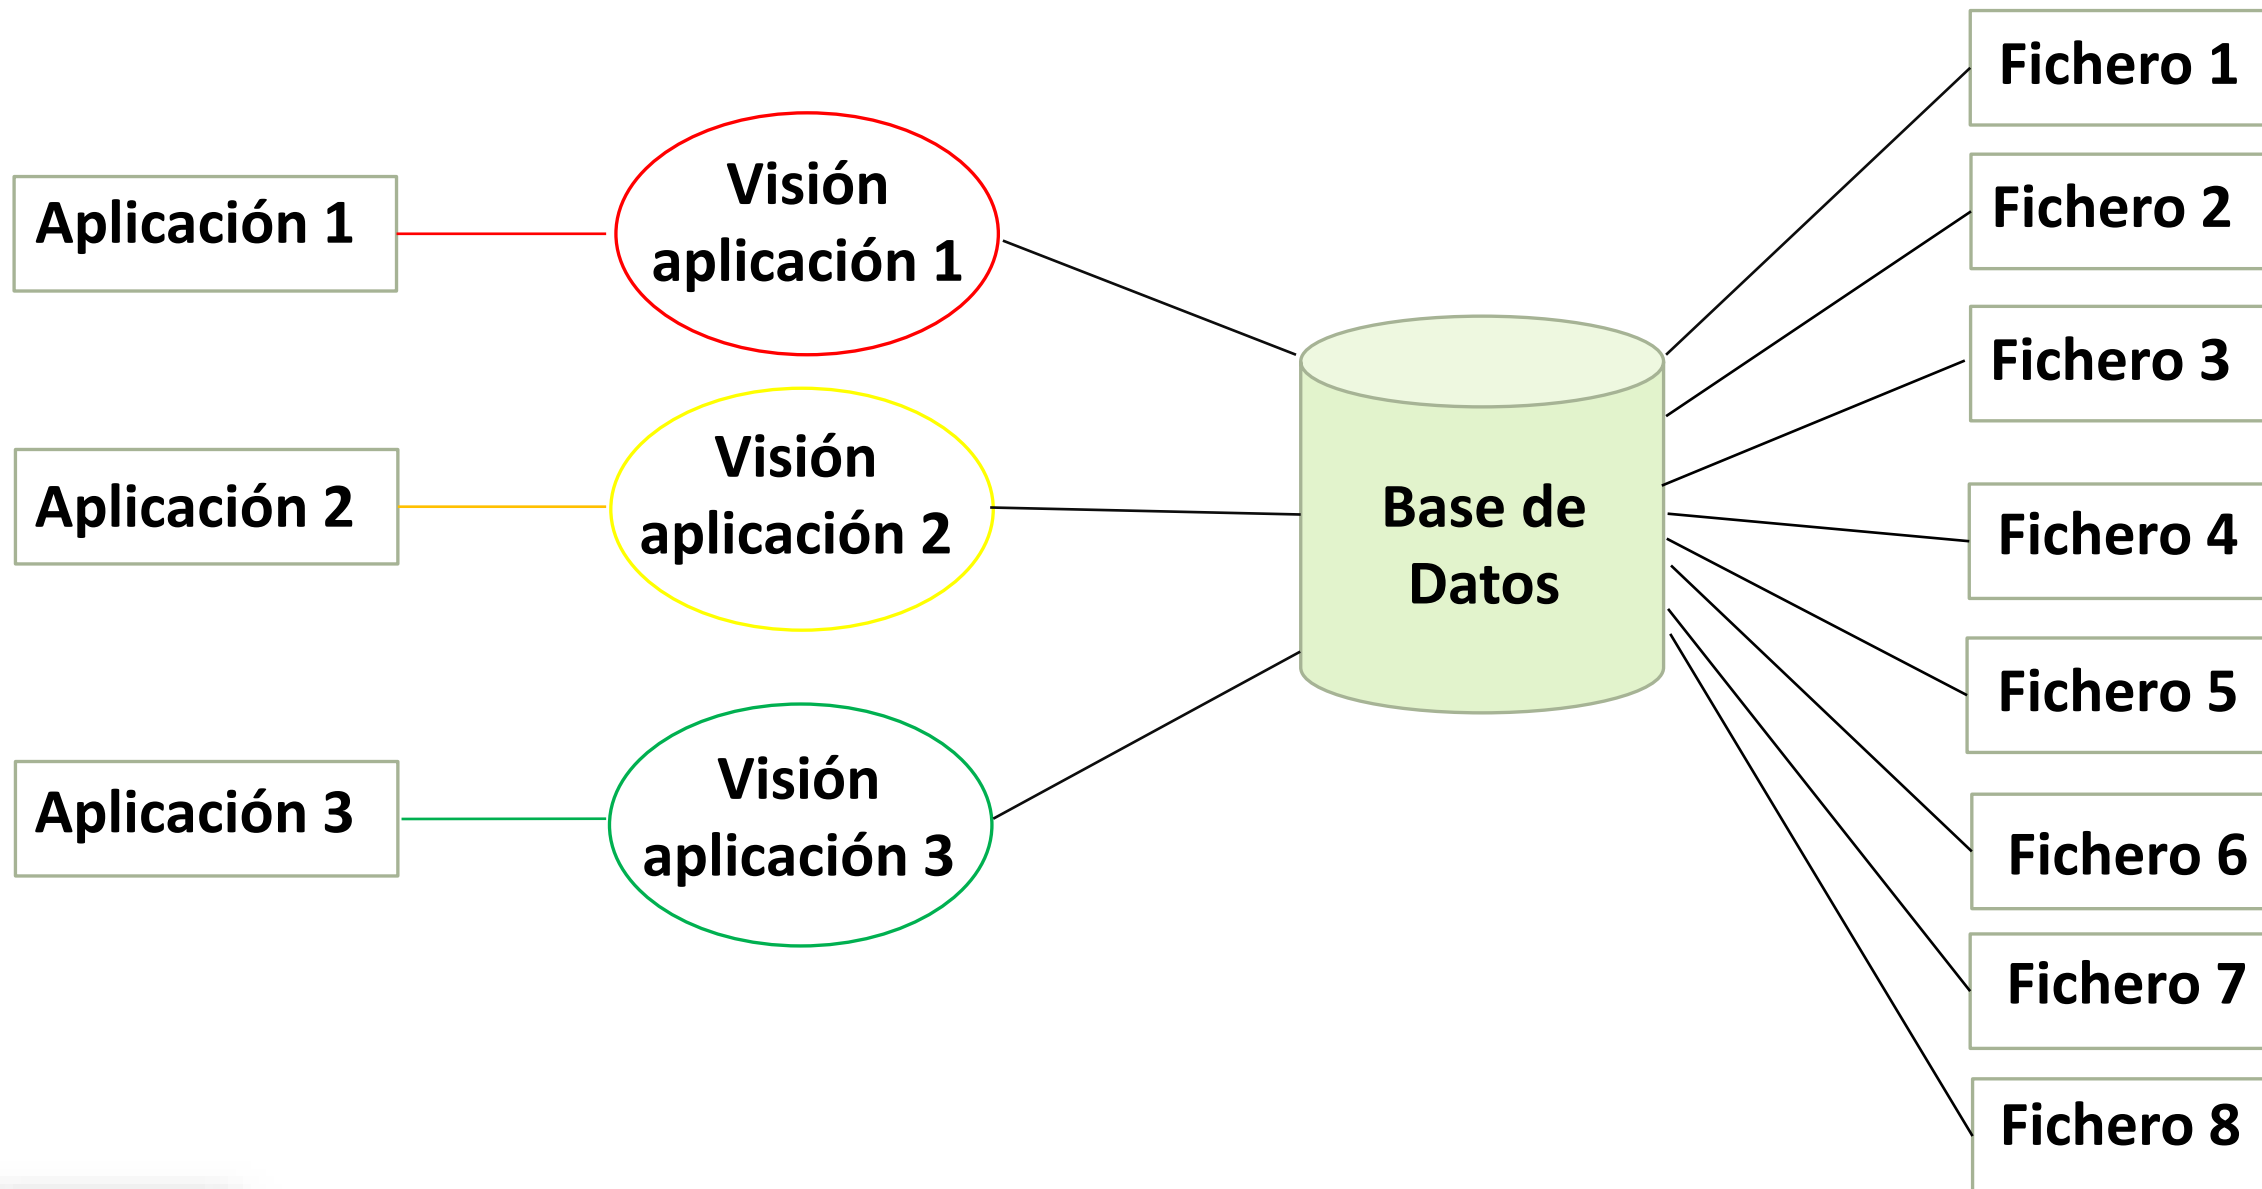 Aplicación 1
Visión
aplicación 1
Aplicación 2
Visión
aplicación 2
Aplicación 3
Visión
aplicación 3
Base de
Datos
Fichero 1
Fichero 2
Fichero 3
Fichero 4
Fichero 5
Fichero 6
Fichero 7
Fichero 8